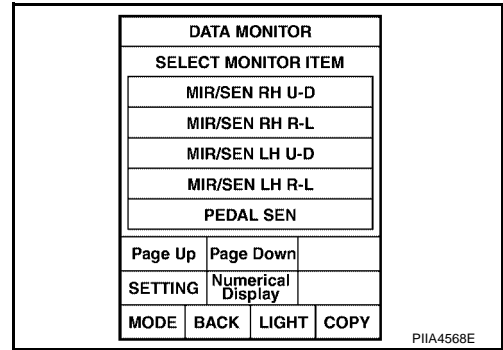 DATA MONITOR
SELECT MONITOR ITEM
MIR/SEN RH U-D
MIR/SEN RH R-L
MIR/SEN LH U-D
MIR/SEN LH R-L
PEDAL SEN
Page Up Page Down
SETTING Numerical Display
MODE BACK LIGHT COPY
PIIA4568E